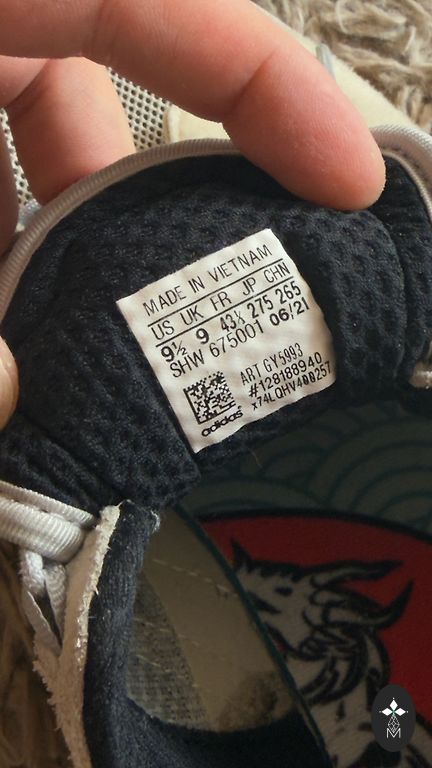 MADE IN VIETNAM
US UK FR JP CHN
9½ 9 43⅓ 275 265
SHW 675001 06/21
ART GY5993
#128188940
x74LQHV400257
adidas
M